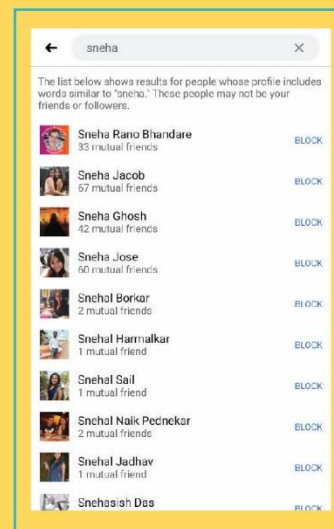 sneha
The list below shows results for people whose profile includes
words similar to "sneha." These people may not be your
friends or followers.
Sneha Rano Bhandare
33 mutual friends
BLOCK
Sneha Jacob
67 mutual friends
BLOCK
Sneha Ghosh
42 mutual friends
BLOCK
Sneha Jose
60 mutual friends
BLOCK
Snehal Borkar
2 mutual friends
BLOCK
Snehal Harmalkar
1 mutual friend
BLOCK
Snehal Sail
1 mutual friend
BLOCK
Snehal Naik Pednekar
2 mutual friends
BLOCK
Snehal Jadhav
1 mutual friend
BLOCK
Snehasish Das
BLOCK